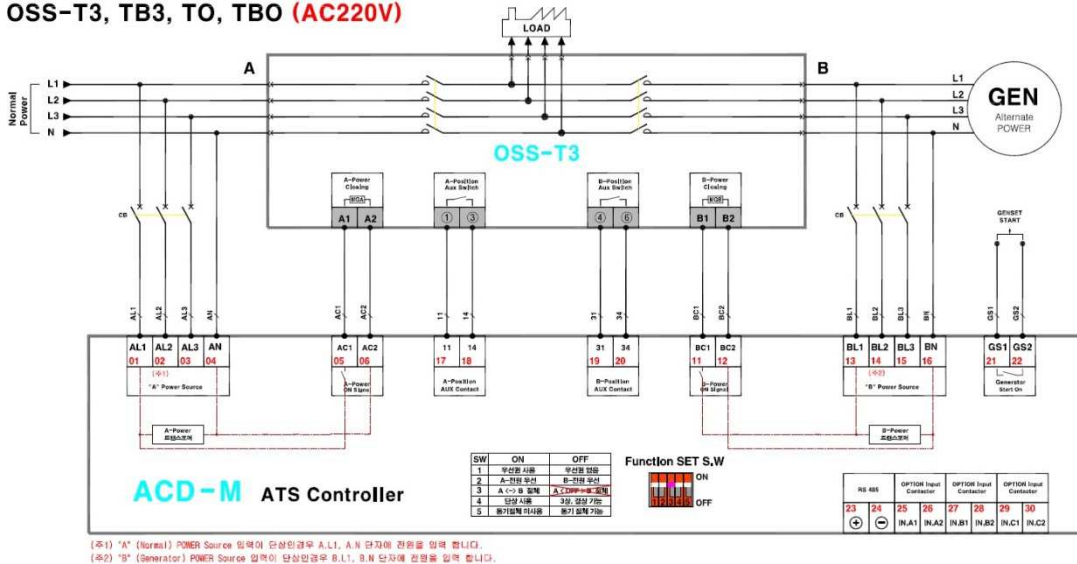 OSS-T3, TB3, TO, TBO (AC220V)
LOAD
A
B
Normal Power
L1
L2
L3
N
L1
L2
L3
N
GEN
Alternate
POWER
OSS-T3
A-Power
Closing
MCA
A1 A2
A-Position
Aux Switch
① ③
B-Position
Aux Switch
④ ⑥
B-Power
Closing
B1 B2
CB
CB
GENSET
START
AL1 AL2 AL3 AN
AC1 AC2
11 14
31 34
BC1 BC2
BL1 BL2 BL3 BN
GS1 GS2
AL1 AL2 AL3 AN
01 02 03 04
(주1)
"A" Power Source
AC1 AC2
05 06
A-Power
ON Signal
11 14
17 18
A-Position
AUX Contact
31 34
19 20
B-Position
AUX Contact
BC1 BC2
11 12
B-Power
ON Signal
BL1 BL2 BL3 BN
13 14 15 16
(주2)
"B" Power Source
GS1 GS2
21 22
Generator
Start On
A-Power
트랜스포머
B-Power
트랜스포머
ACD-M ATS Controller
SW ON OFF
1 우선원 사용 우선원 없음
2 A-전원 우선 B-전원 우선
3 A <-> B 절체 A < OFF > B 절체
4 단상 사용 3상, 결상 기능
5 동기절체 미사용 동기 절체 기능
Function SET S.W
ON
1 2 3 4 5
OFF
RS 485
23 24
⊕ ⊖
OPTION Input
Contactor
25 26
IN.A1 IN.A2
OPTION Input
Contactor
27 28
IN.B1 IN.B2
OPTION Input
Contactor
29 30
IN.C1 IN.C2
(주1) "A" (Normal) POWER Source 입력이 단상인경우 A.L1, A.N 단자에 전원을 입력 합니다.
(주2) "B" (Generator) POWER Source 입력이 단상인경우 B.L1, B.N 단자에 전원을 입력 합니다.